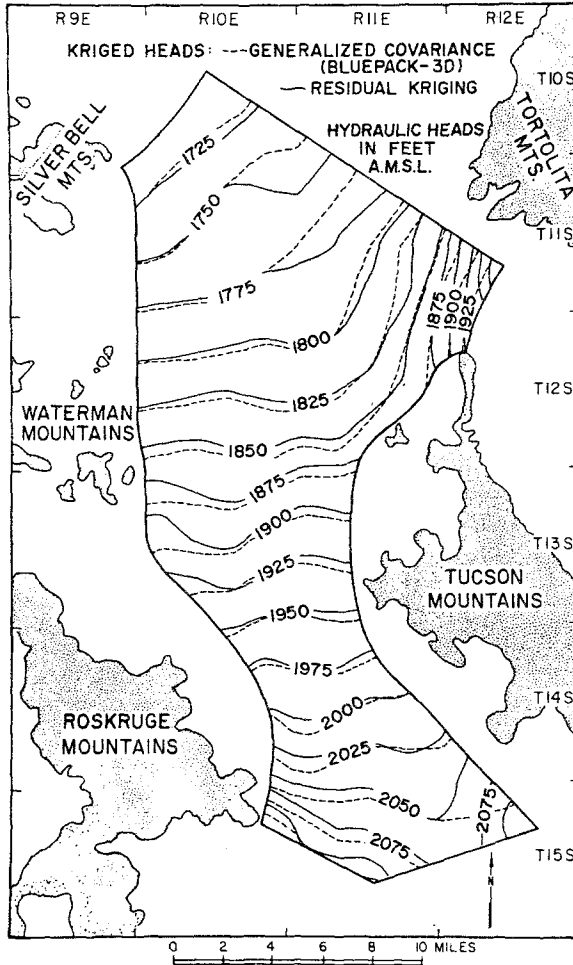 R9E R10E R11E R12E
KRIGED HEADS: ---GENERALIZED COVARIANCE
(BLUEPACK-3D)
— RESIDUAL KRIGING
HYDRAULIC HEADS
IN FEET
A.M.S.L.
T10S
SILVER BELL
MTS.
TORTOLITA
MTS.
1725
1750
T11S
1775
1875
1900
1925
1800
WATERMAN
MOUNTAINS
1825
T12S
1850
1875
1900
T13S
1925
TUCSON
MOUNTAINS
1950
1975
T14S
ROSKRUGE
MOUNTAINS
2000
2025
2050
2075
2075
T15S
N
0 2 4 6 8 10 MILES